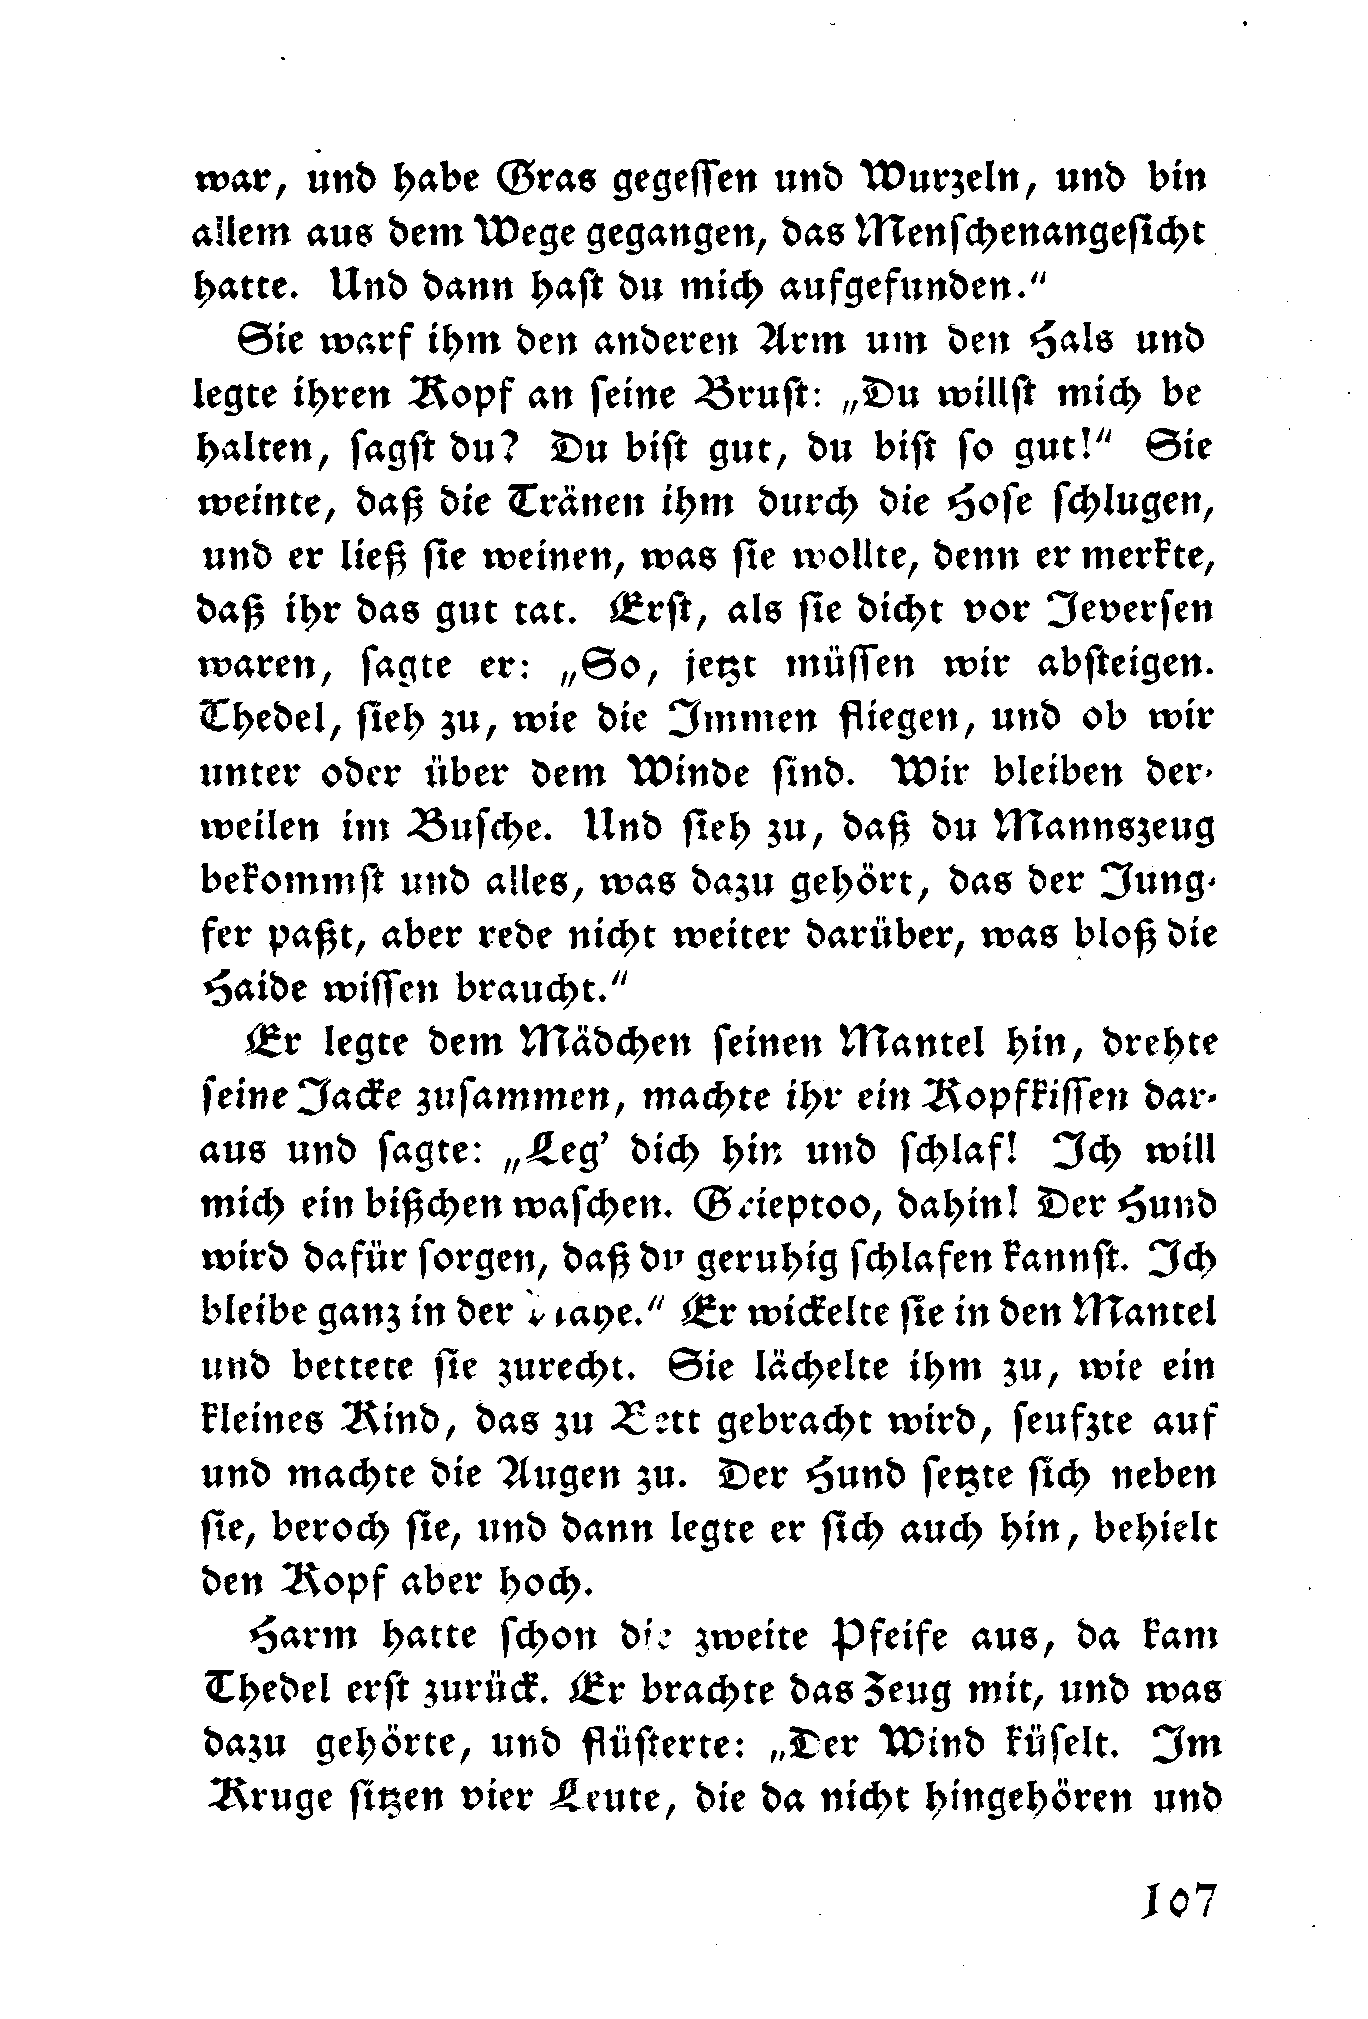 war, und habe Gras gegessen und Wurzeln, und bin
allem aus dem Wege gegangen, das Menschenangesicht
hatte. Und dann hast du mich aufgefunden.“
Sie warf ihm den anderen Arm um den Hals und
legte ihren Kopf an seine Brust: „Du willst mich be
halten, sagst du? Du bist gut, du bist so gut!“ Sie
weinte, daß die Tränen ihm durch die Hose schlugen,
und er ließ sie weinen, was sie wollte, denn er merkte,
daß ihr das gut tat. Erst, als sie dicht vor Jeversen
waren, sagte er: „So, jetzt müssen wir absteigen.
Thedel, sieh zu, wie die Immen fliegen, und ob wir
unter oder über dem Winde sind. Wir bleiben der-
weilen im Busche. Und sieh zu, daß du Mannszeug
bekommst und alles, was dazu gehört, das der Jung-
fer paßt, aber rede nicht weiter darüber, was bloß die
Haide wissen braucht.“
Er legte dem Mädchen seinen Mantel hin, drehte
seine Jacke zusammen, machte ihr ein Kopfkissen dar-
aus und sagte: „Leg’ dich hin und schlaf! Ich will
mich ein bißchen waschen. Grieptoo, dahin! Der Hund
wird dafür sorgen, daß du geruhig schlafen kannst. Ich
bleibe ganz in der Nahe.“ Er wickelte sie in den Mantel
und bettete sie zurecht. Sie lächelte ihm zu, wie ein
kleines Kind, das zu Bett gebracht wird, seufzte auf
und machte die Augen zu. Der Hund setzte sich neben
sie, beroch sie, und dann legte er sich auch hin, behielt
den Kopf aber hoch.
Harm hatte schon die zweite Pfeife aus, da kam
Thedel erst zurück. Er brachte das Zeug mit, und was
dazu gehörte, und flüsterte: „Der Wind küselt. Im
Kruge sitzen vier Leute, die da nicht hingehören und
107